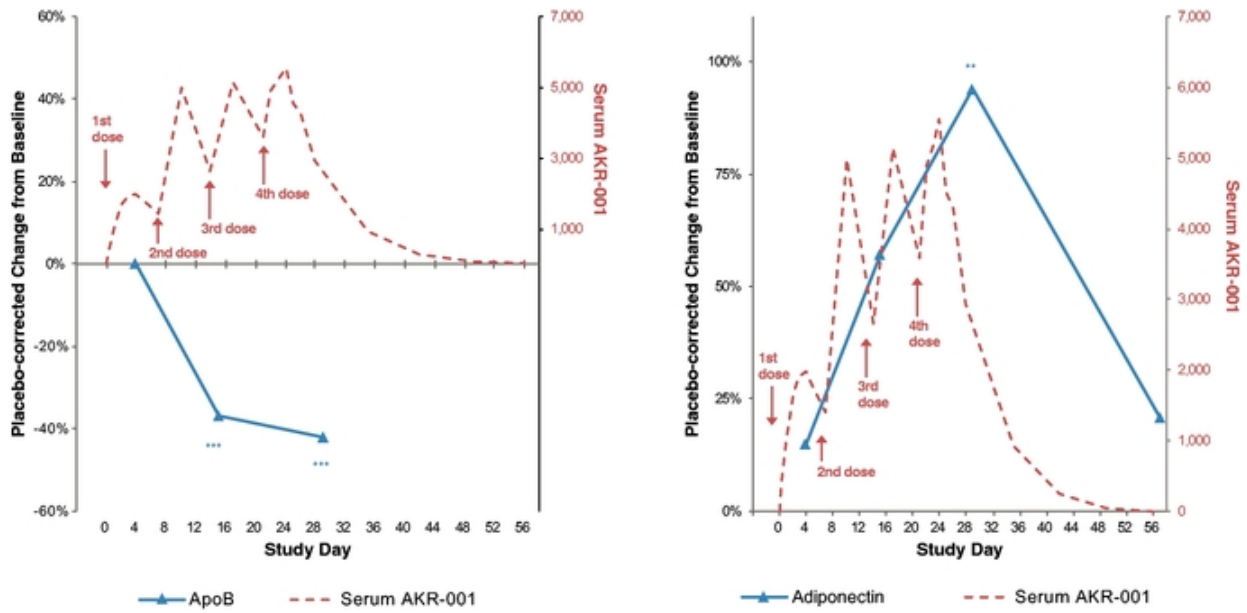 Placebo-corrected Change from Baseline
60%
40%
20%
0%
-20%
-40%
-60%
7,000
5,000
3,000
1,000
Serum AKR-001
1st
dose
2nd dose
3rd dose
4th dose
***
***
0 4 8 12 16 20 24 28 32 36 40 44 48 52 56
Study Day
ApoB Serum AKR-001
Placebo-corrected Change from Baseline
100%
75%
50%
25%
0%
7,000
6,000
5,000
4,000
3,000
2,000
1,000
0
Serum AKR-001
1st
dose
2nd dose
3rd
dose
4th
dose
**
0 4 8 12 16 20 24 28 32 36 40 44 48 52 56
Study Day
Adiponectin Serum AKR-001